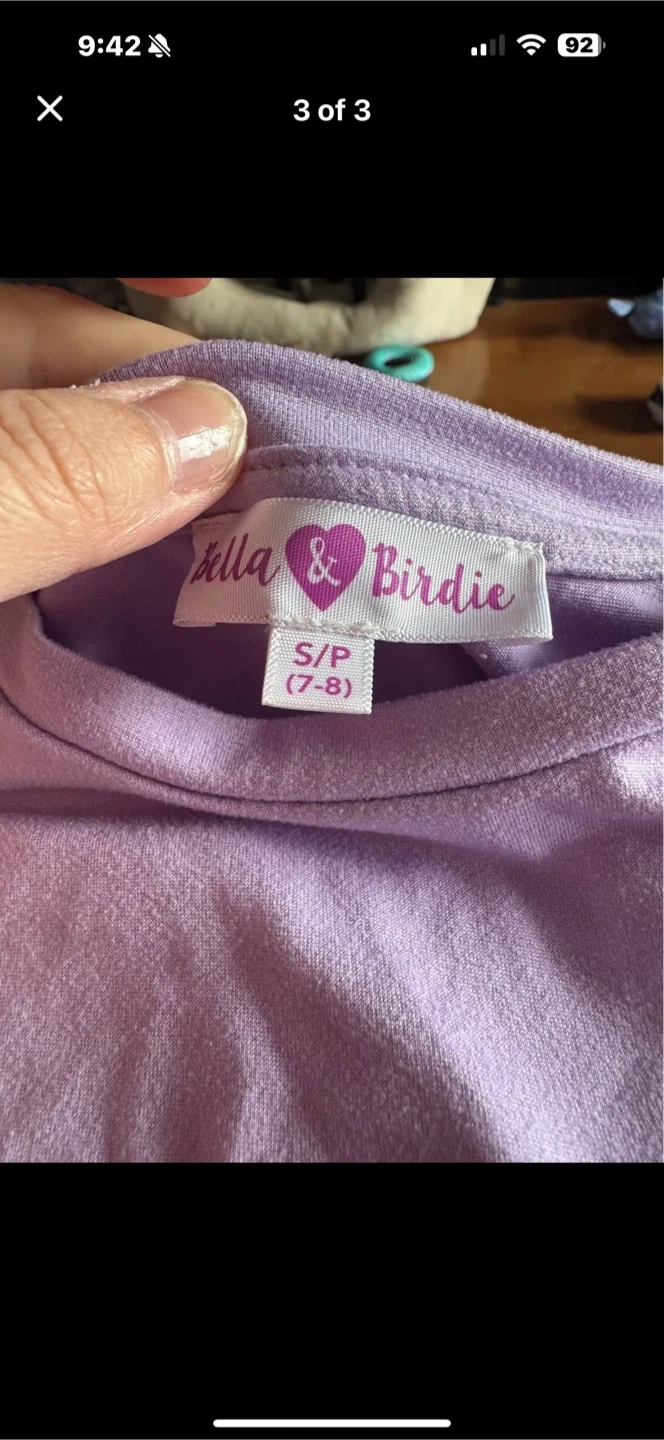 9:42
92
3 of 3
Bella & Birdie
S/P
(7-8)